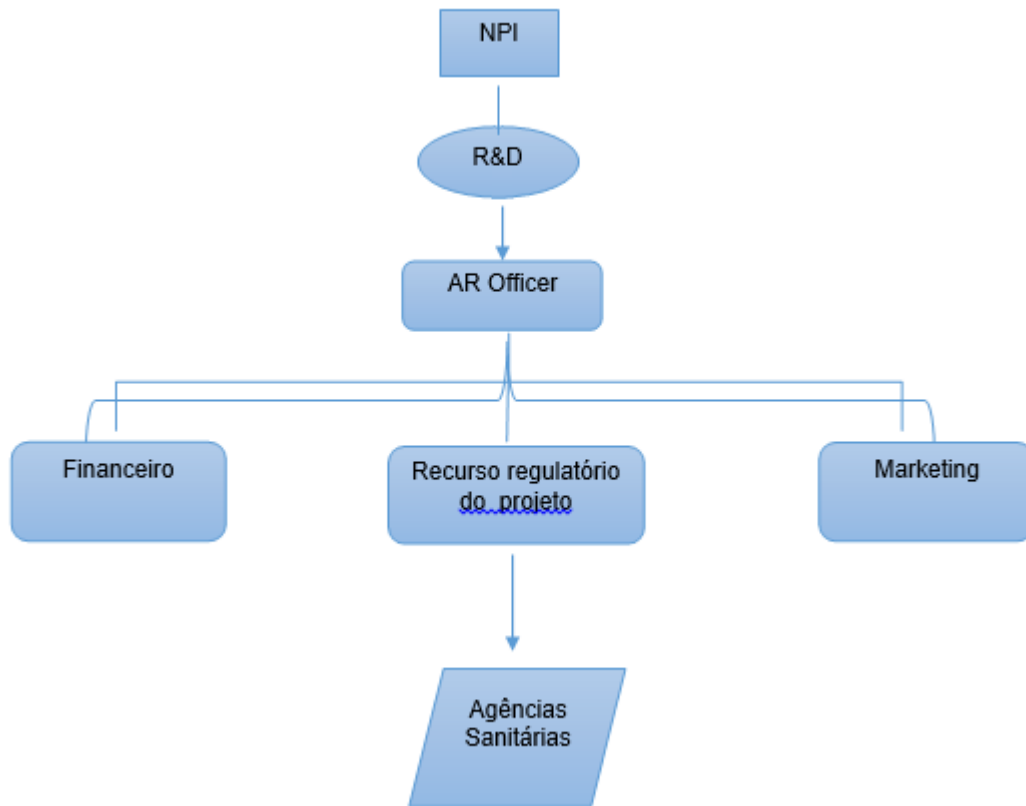 NPI
R&D
AR Officer
Financeiro
Recurso regulatório
do projeto
Marketing
Agências
Sanitárias